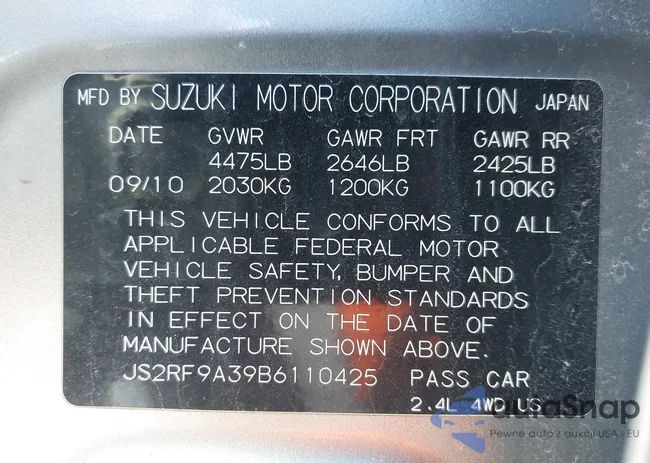 MFD BY SUZUKI MOTOR CORPORATION JAPAN
DATE GVWR GAWR FRT GAWR RR
4475LB 2646LB 2425LB
09/10 2030KG 1200KG 1100KG
THIS VEHICLE CONFORMS TO ALL
APPLICABLE FEDERAL MOTOR
VEHICLE SAFETY, BUMPER AND
THEFT PREVENTION STANDARDS
IN EFFECT ON THE DATE OF
MANUFACTURE SHOWN ABOVE.
JS2RF9A39B6110425 PASS CAR
2.4L 4WD US
autaSnap
Pewne auto z aukcji USA i EU